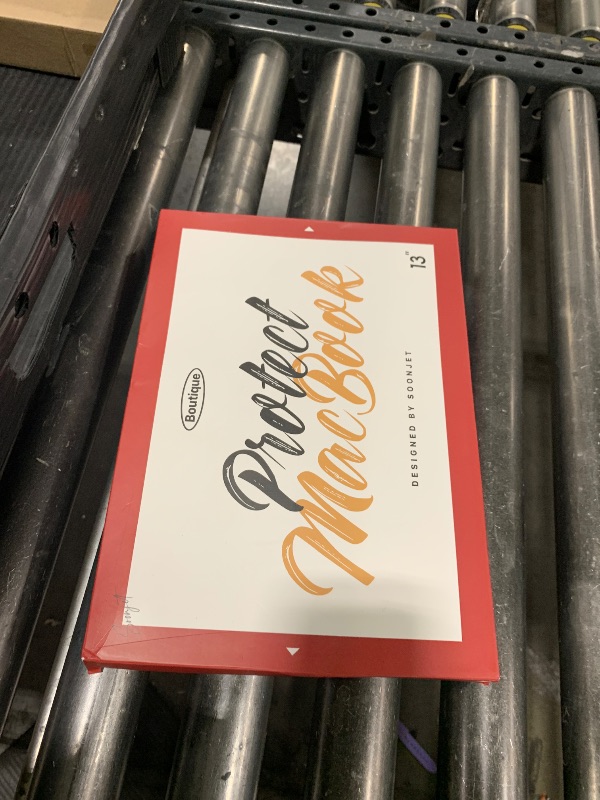 Boutique
Protect
MacBook
DESIGNED BY SOONJET
13"